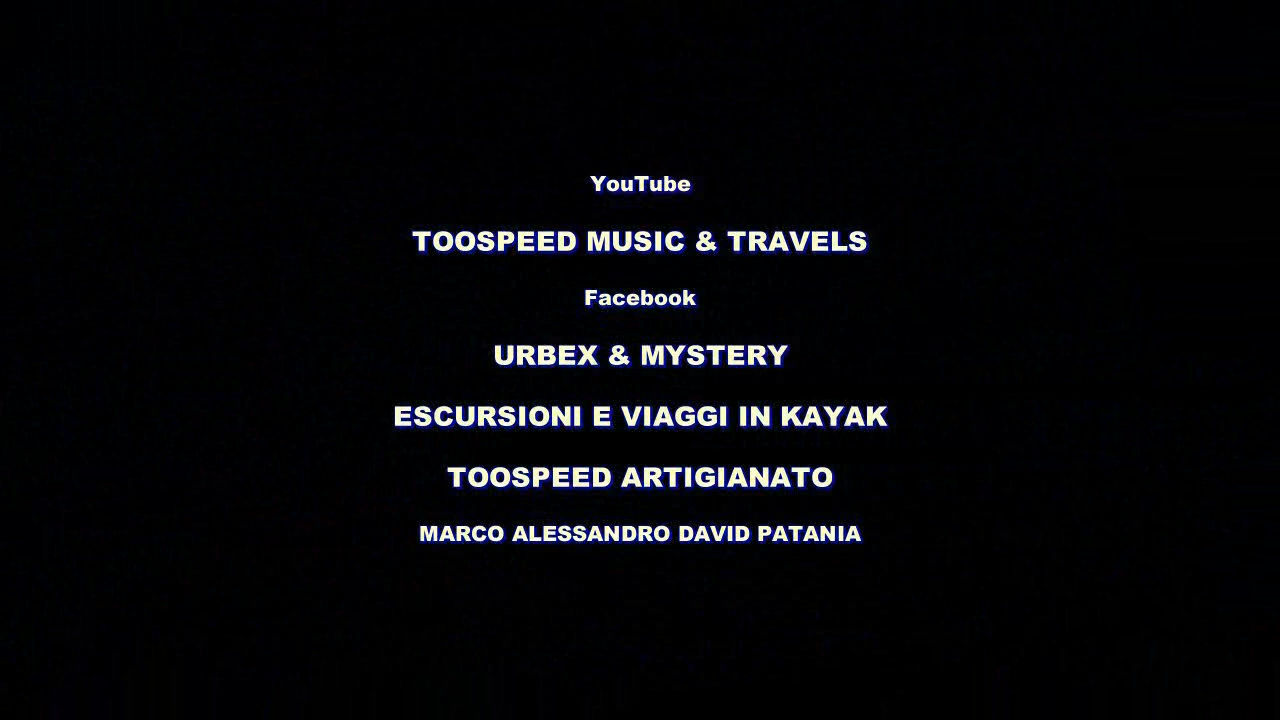 YouTube
TOOSPEED MUSIC & TRAVELS
Facebook
URBEX & MYSTERY
ESCURSIONI E VIAGGI IN KAYAK
TOOSPEED ARTIGIANATO
MARCO ALESSANDRO DAVID PATANIA